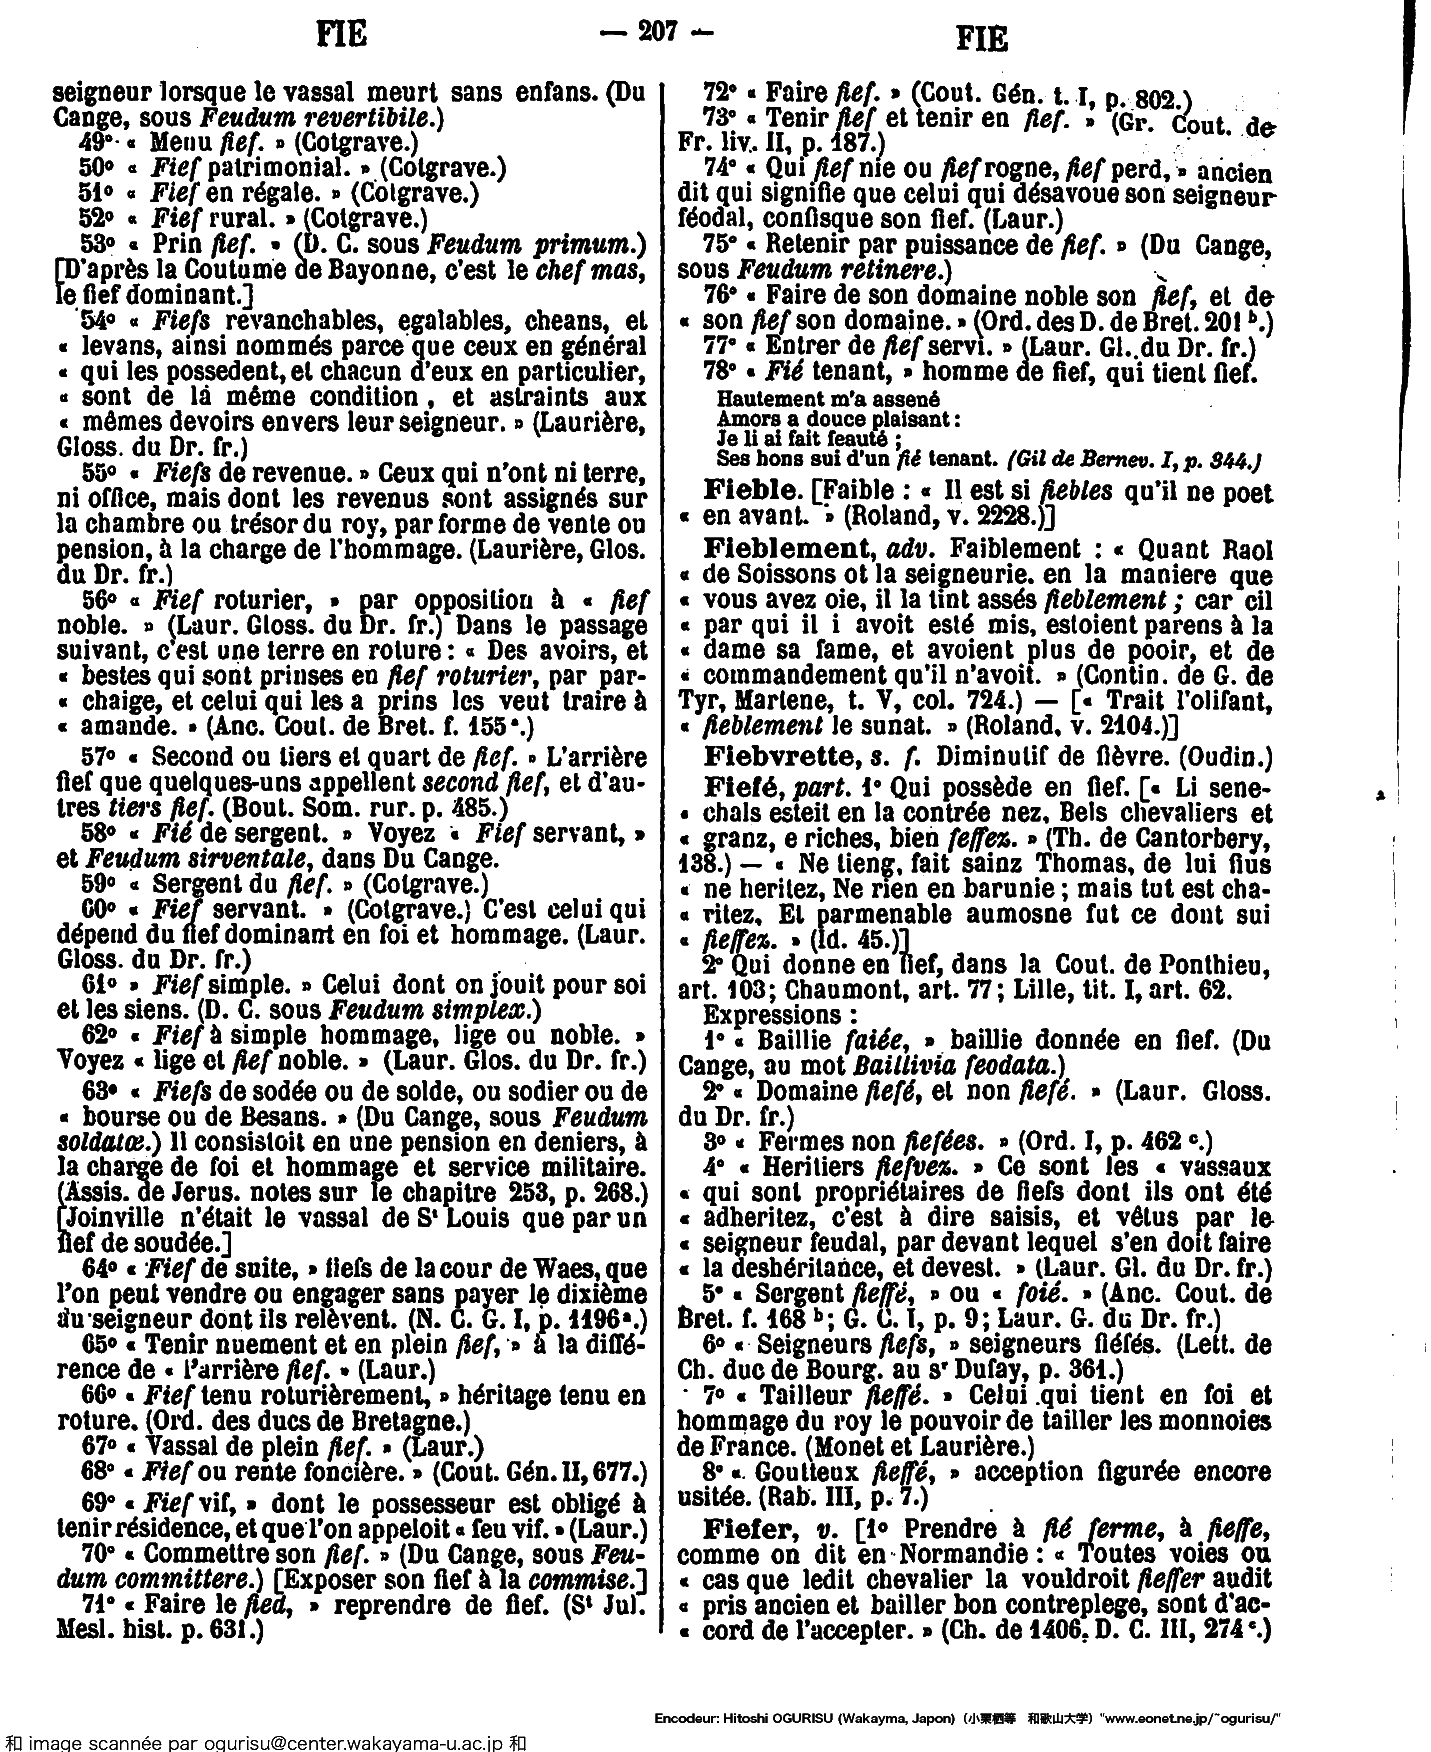 FIE — 207 — FIE
seigneur lorsque le vassal meurt sans enfans. (Du
Cange, sous Feudum revertibile.)
49° « Menu fief. » (Cotgrave.)
50° « Fief patrimonial. » (Cotgrave.)
51° « Fief en régale. » (Cotgrave.)
52° « Fief rural. » (Cotgrave.)
53° « Prin fief. » (D. C. sous Feudum primum.)
[D'après la Coutume de Bayonne, c'est le chef mas,
le fief dominant.]
54° « Fiefs revanchables, egalables, cheans, et
« levans, ainsi nommés parce que ceux en général
« qui les possedent, et chacun d'eux en particulier,
« sont de la même condition, et astraints aux
« mêmes devoirs envers leur seigneur. » (Laurière,
Gloss. du Dr. fr.)
55° « Fiefs de revenue. » Ceux qui n'ont ni terre,
ni office, mais dont les revenus sont assignés sur
la chambre ou trésor du roy, par forme de vente ou
pension, à la charge de l'hommage. (Laurière, Glos.
du Dr. fr.)
56° « Fief roturier, » par opposition à « fief
noble. » (Laur. Gloss. du Dr. fr.) Dans le passage
suivant, c'est une terre en roture : « Des avoirs, et
« bestes qui sont prinses en fief roturier, par par-
« chaige, et celui qui les a prins les veut traire à
« amande. » (Anc. Cout. de Bret. f. 155ª.)
57° « Second ou tiers et quart de fief. » L'arrière
fief que quelques-uns appellent second fief, et d'au-
tres tiers fief. (Bout. Som. rur. p. 485.)
58° « Fié de sergent. » Voyez « Fief servant, »
et Feudum sirventale, dans Du Cange.
59° « Sergent du fief. » (Cotgrave.)
60° « Fief servant. » (Cotgrave.) C'est celui qui
dépend du fief dominant en foi et hommage. (Laur.
Gloss. du Dr. fr.)
61° » Fief simple. » Celui dont on jouit pour soi
et les siens. (D. C. sous Feudum simplex.)
62° « Fief à simple hommage, lige ou noble. »
Voyez « lige et fief noble. » (Laur. Glos. du Dr. fr.)
63° « Fiefs de sodée ou de solde, ou sodier ou de
« bourse ou de Besans. » (Du Cange, sous Feudum
soldatæ.) Il consistoit en une pension en deniers, à
la charge de foi et hommage et service militaire.
(Assis. de Jerus. notes sur le chapitre 253, p. 268.)
[Joinville n'était le vassal de Sᵗ Louis que par un
fief de soudée.]
64° « Fief de suite, » fiefs de la cour de Waes, que
l'on peut vendre ou engager sans payer le dixième
du seigneur dont ils relèvent. (N. C. G. I, p. 1196ª.)
65° « Tenir nuement et en plein fief, » à la diffé-
rence de « l'arrière fief. » (Laur.)
66° « Fief tenu roturièrement, » héritage tenu en
roture. (Ord. des ducs de Bretagne.)
67° « Vassal de plein fief. » (Laur.)
68° « Fief ou rente foncière. » (Cout. Gén. II, 677.)
69° « Fief vif, » dont le possesseur est obligé à
tenir résidence, et que l'on appeloit « feu vif. » (Laur.)
70° « Commettre son fief. » (Du Cange, sous Feu-
dum committere.) [Exposer son fief à la commise.]
71° « Faire le fied, » reprendre de fief. (Sᵗ Jul.
Mesl. hist. p. 631.)
72° « Faire fief. » (Cout. Gén. t. I, p. 802.)
73° « Tenir fief et tenir en fief. » (Gr. Cout. de
Fr. liv. II, p. 187.)
74° « Qui fief nie ou fief rogne, fief perd, » ancien
dit qui signifie que celui qui désavoue son seigneur
féodal, confisque son fief. (Laur.)
75° « Retenir par puissance de fief. » (Du Cange,
sous Feudum retinere.)
76° « Faire de son domaine noble son fief, et de
« son fief son domaine. » (Ord. des D. de Bret. 201ᵇ.)
77° « Entrer de fief servi. » (Laur. Gl. du Dr. fr.)
78° « Fié tenant, » homme de fief, qui tient fief.
Hautement m'a assené
Amors a douce plaisant :
Je li ai fait feauté ;
Ses hons sui d'un fié tenant. (Gil de Bernev. I, p. 344.)
Fieble. [Faible : « Il est si fiebles qu'il ne poet
« en avant. » (Roland, v. 2228.)]
Fieblement, adv. Faiblement : « Quant Raol
« de Soissons ot la seigneurie. en la maniere que
« vous avez oie, il la tint assés fieblement ; car cil
« par qui il i avoit esté mis, estoient parens à la
« dame sa fame, et avoient plus de pooir, et de
« commandement qu'il n'avoit. » (Contin. de G. de
Tyr, Martene, t. V, col. 724.) — [« Trait l'olifant,
« fieblement le sunat. » (Roland, v. 2104.)]
Fiebvrette, s. f. Diminutif de fièvre. (Oudin.)
Fiefé, part. 1° Qui possède en fief. [« Li sene-
« chals esteit en la contrée nez, Bels chevaliers et
« granz, e riches, bien feffez. » (Th. de Cantorbery,
138.) — « Ne tieng, fait sainz Thomas, de lui fius
« ne heritez, Ne rien en barunie ; mais tut est cha-
« ritez, Et parmenable aumosne fut ce dont sui
« fieffez. » (Id. 45.)]
2° Qui donne en fief, dans la Cout. de Ponthieu,
art. 103 ; Chaumont, art. 77 ; Lille, tit. I, art. 62.
Expressions :
1° « Baillie faiée, » baillie donnée en fief. (Du
Cange, au mot Baillivia feodata.)
2° « Domaine fiefé, et non fiefé. » (Laur. Gloss.
du Dr. fr.)
3° « Fermes non fiefées. » (Ord. I, p. 462 ᶜ.)
4° « Heritiers fiefvez. » Ce sont les « vassaux
« qui sont propriétaires de fiefs dont ils ont été
« adheritez, c'est à dire saisis, et vêtus par le
« seigneur feudal, par devant lequel s'en doit faire
« la deshéritance, et devest. » (Laur. Gl. du Dr. fr.)
5° « Sergent fieffé, » ou « foié. » (Anc. Cout. de
Bret. f. 168 ᵇ ; G. C. I, p. 9 ; Laur. G. du Dr. fr.)
6° « Seigneurs fiefs, » seigneurs fiéfés. (Lett. de
Ch. duc de Bourg. au sʳ Dufay, p. 361.)
7° « Tailleur fieffé. » Celui qui tient en foi et
hommage du roy le pouvoir de tailler les monnoies
de France. (Monet et Laurière.)
8° « Goutteux fieffé, » acception figurée encore
usitée. (Rab. III, p. 7.)
Fiefer, v. [1° Prendre à fié ferme, à fieffe,
comme on dit en Normandie : « Toutes voies ou
« cas que ledit chevalier la vouldroit fieffer audit
« pris ancien et bailler bon contreplege, sont d'ac-
« cord de l'accepter. » (Ch. de 1406. D. C. III, 274 ᶜ.)
Encodeur: Hitoshi OGURISU (Wakayma, Japon)（小栗栖等 和歌山大学）"www.eonet.ne.jp/~ogurisu/"
和 image scannée par ogurisu@center.wakayama-u.ac.jp 和